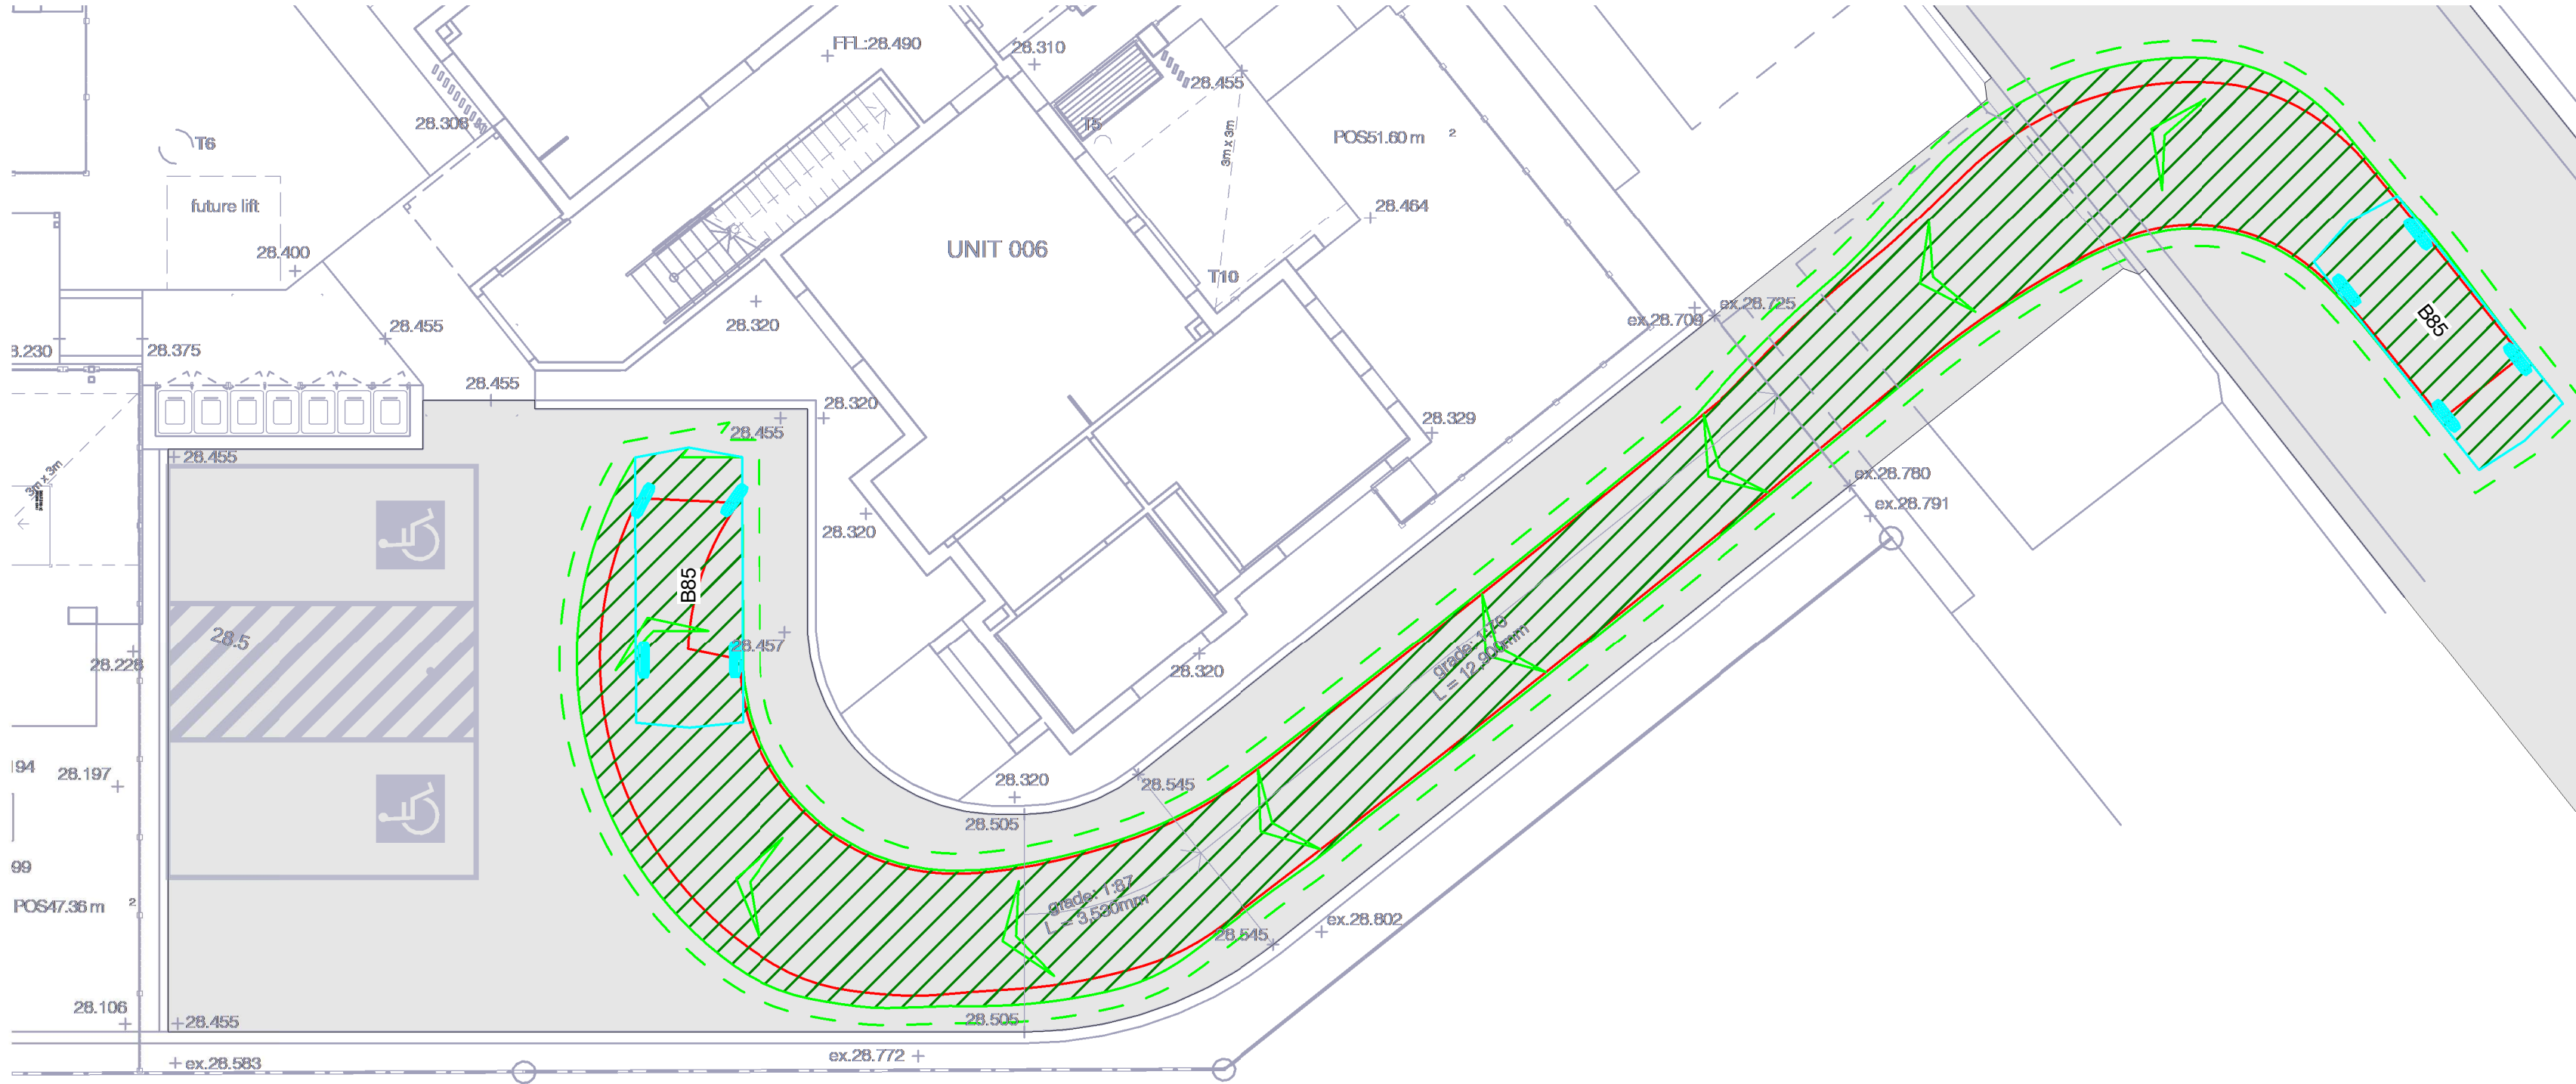 FFL:28.490
28.310
28.455
3m x 3m
T5
28.308
T6
POS51.60 m 2
future lift
28.464
28.400
UNIT 006
T10
ex.28.725
ex.28.709
28.320
28.455
28.375
B85
28.455
28.320
28.455
28.329
28.455
ex.28.780
3m x 3m
ex.28.791
28.320
B85
28.5
28.457
28.228
28.320
grade: 1:79
L = 12,900mm
94
28.197
28.320
28.545
28.505
99
grade: 1:87
L = 3,530mm
POS47.36 m 2
ex.28.802
28.545
28.106
28.455
28.505
ex.28.772
ex.28.583